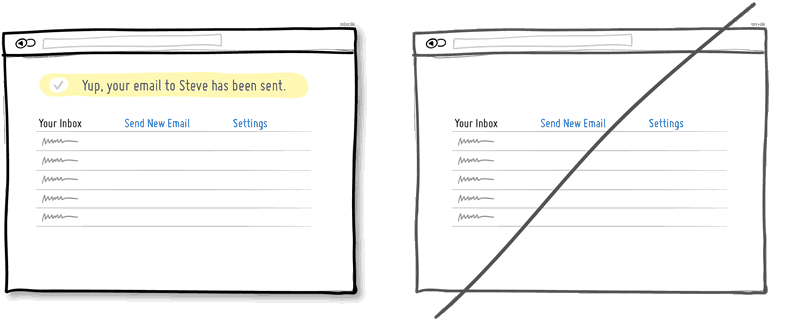 Yup, your email to Steve has been sent.
Your Inbox Send New Email Settings
Your Inbox Send New Email Settings